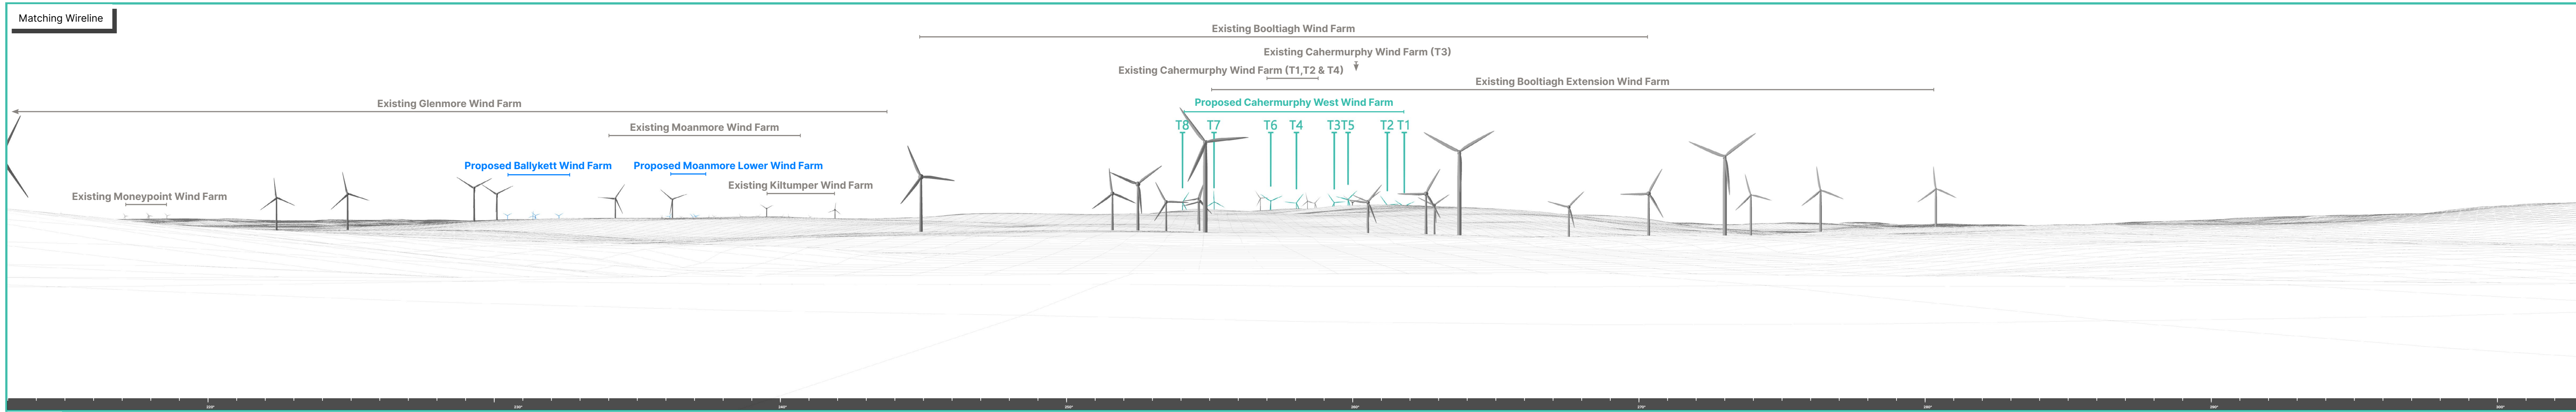 Matching Wireline
Existing Booltiagh Wind Farm
Existing Cahermurphy Wind Farm (T3)
Existing Cahermurphy Wind Farm (T1,T2 & T4)
Existing Booltiagh Extension Wind Farm
Existing Glenmore Wind Farm
Proposed Cahermurphy West Wind Farm
Existing Moanmore Wind Farm
T8 T7 T6 T4 T3 T5 T2 T1
Proposed Ballykett Wind Farm
Proposed Moanmore Lower Wind Farm
Existing Kiltumper Wind Farm
Existing Moneypoint Wind Farm